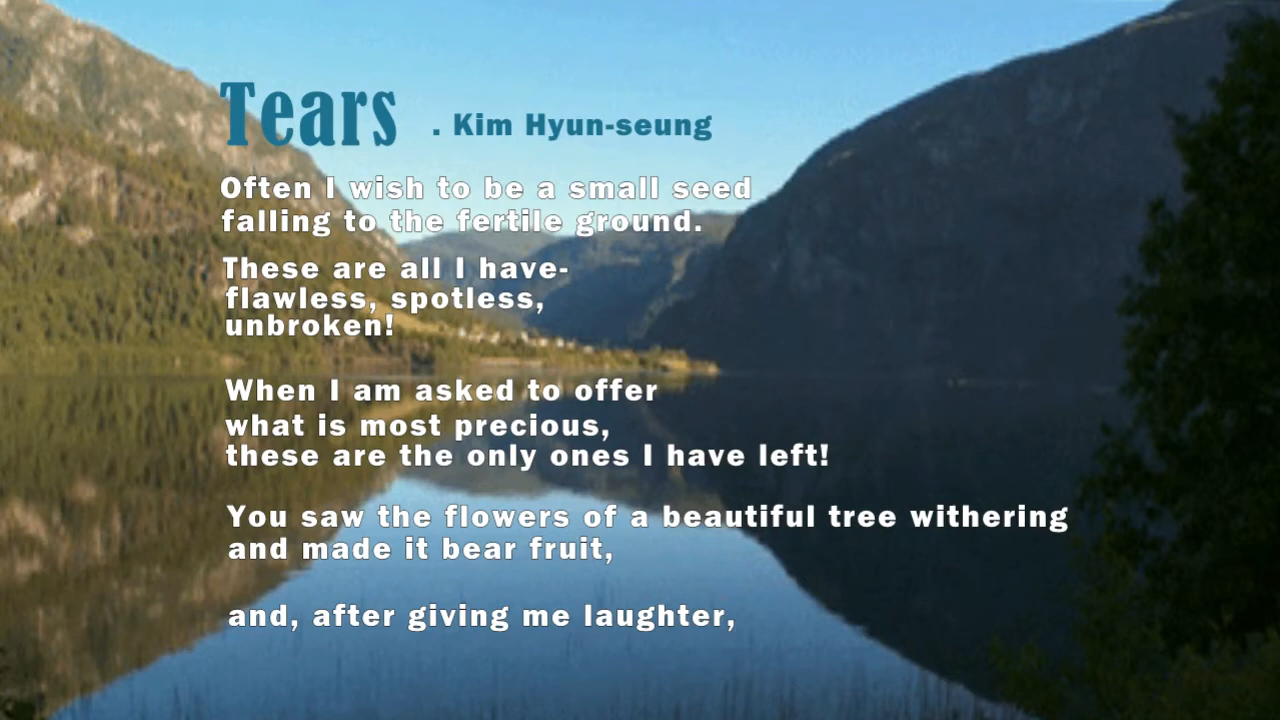 Tears . Kim Hyun-seung
Often I wish to be a small seed
falling to the fertile ground.
These are all I have-
flawless, spotless,
unbroken!
When I am asked to offer
what is most precious,
these are the only ones I have left!
You saw the flowers of a beautiful tree withering
and made it bear fruit,
and, after giving me laughter,